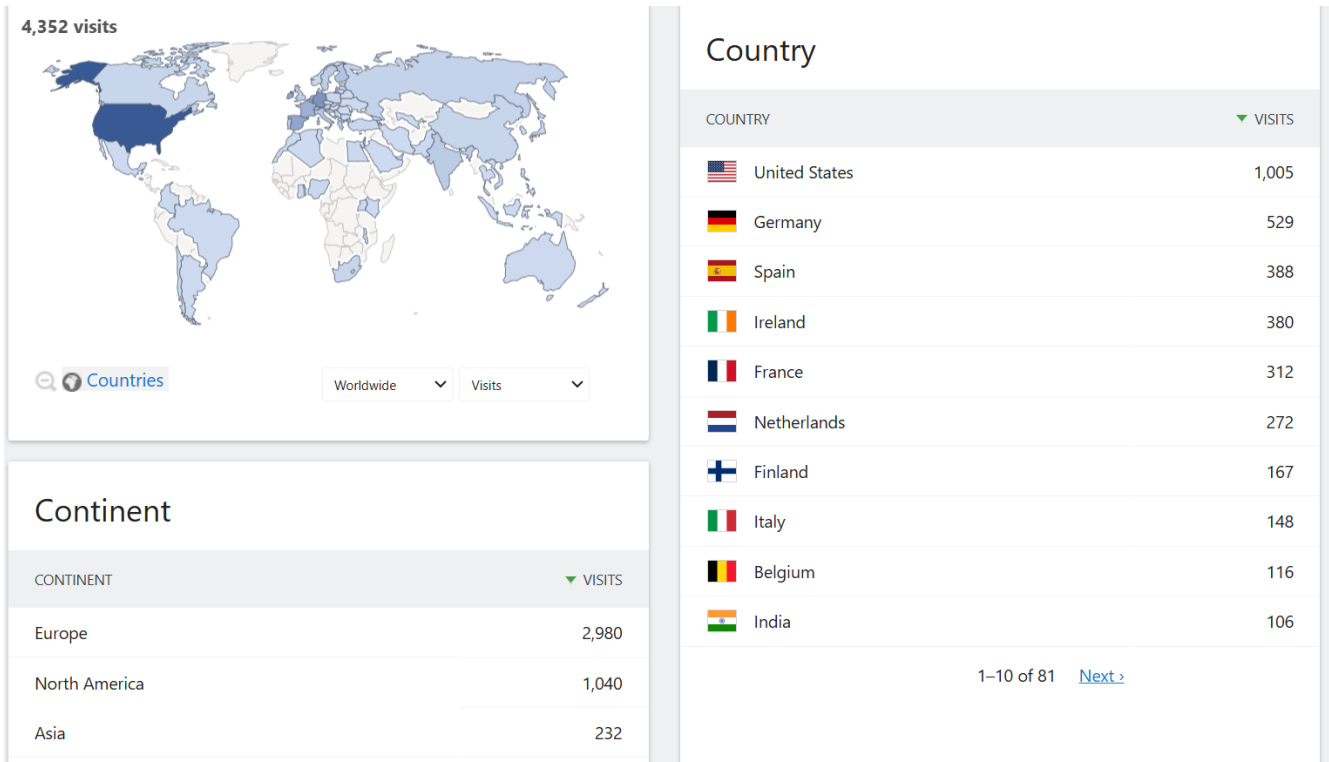 4,352 visits
Countries
Worldwide
Visits
Continent
CONTINENT VISITS
Europe 2,980
North America 1,040
Asia 232
Country
COUNTRY VISITS
United States 1,005
Germany 529
Spain 388
Ireland 380
France 312
Netherlands 272
Finland 167
Italy 148
Belgium 116
India 106
1–10 of 81 Next ›